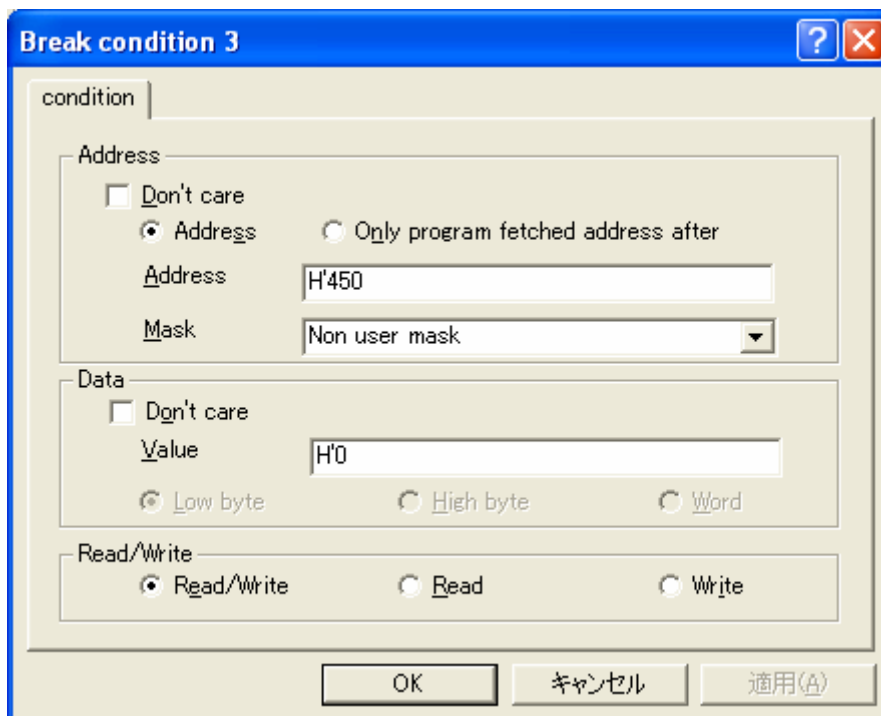 Break condition 3
condition
Address
Don't care
Address Only program fetched address after
Address H'450
Mask Non user mask
Data
Don't care
Value H'0
Low byte High byte Word
Read/Write
Read/Write Read Write
OK キャンセル 適用(A)